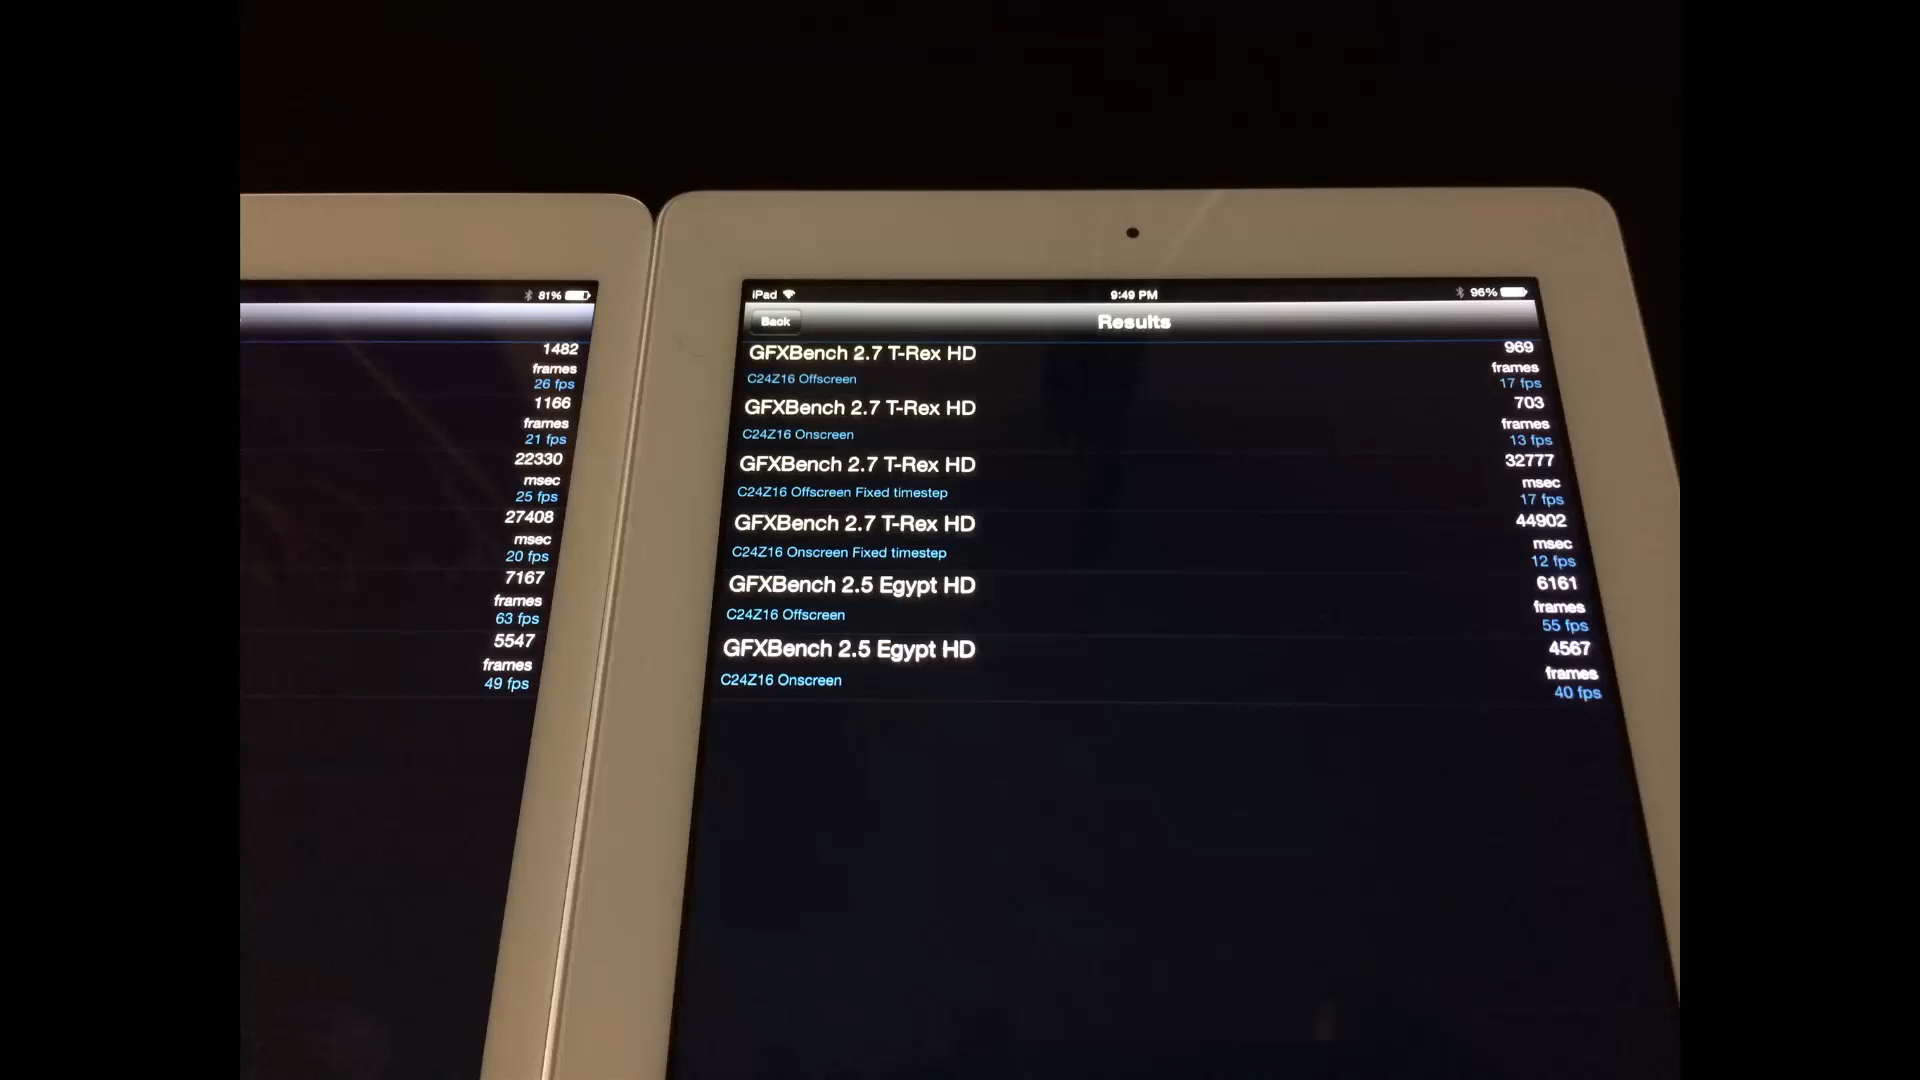 81%
1482
frames
26 fps
1166
frames
21 fps
22330
msec
25 fps
27408
msec
20 fps
7167
frames
63 fps
5547
frames
49 fps
iPad
9:49 PM
96%
Back
Results
GFXBench 2.7 T-Rex HD
969
frames
C24Z16 Offscreen
17 fps
GFXBench 2.7 T-Rex HD
703
frames
C24Z16 Onscreen
13 fps
GFXBench 2.7 T-Rex HD
32777
msec
C24Z16 Offscreen Fixed timestep
17 fps
GFXBench 2.7 T-Rex HD
44902
msec
C24Z16 Onscreen Fixed timestep
12 fps
GFXBench 2.5 Egypt HD
6161
frames
C24Z16 Offscreen
55 fps
GFXBench 2.5 Egypt HD
4567
frames
C24Z16 Onscreen
40 fps